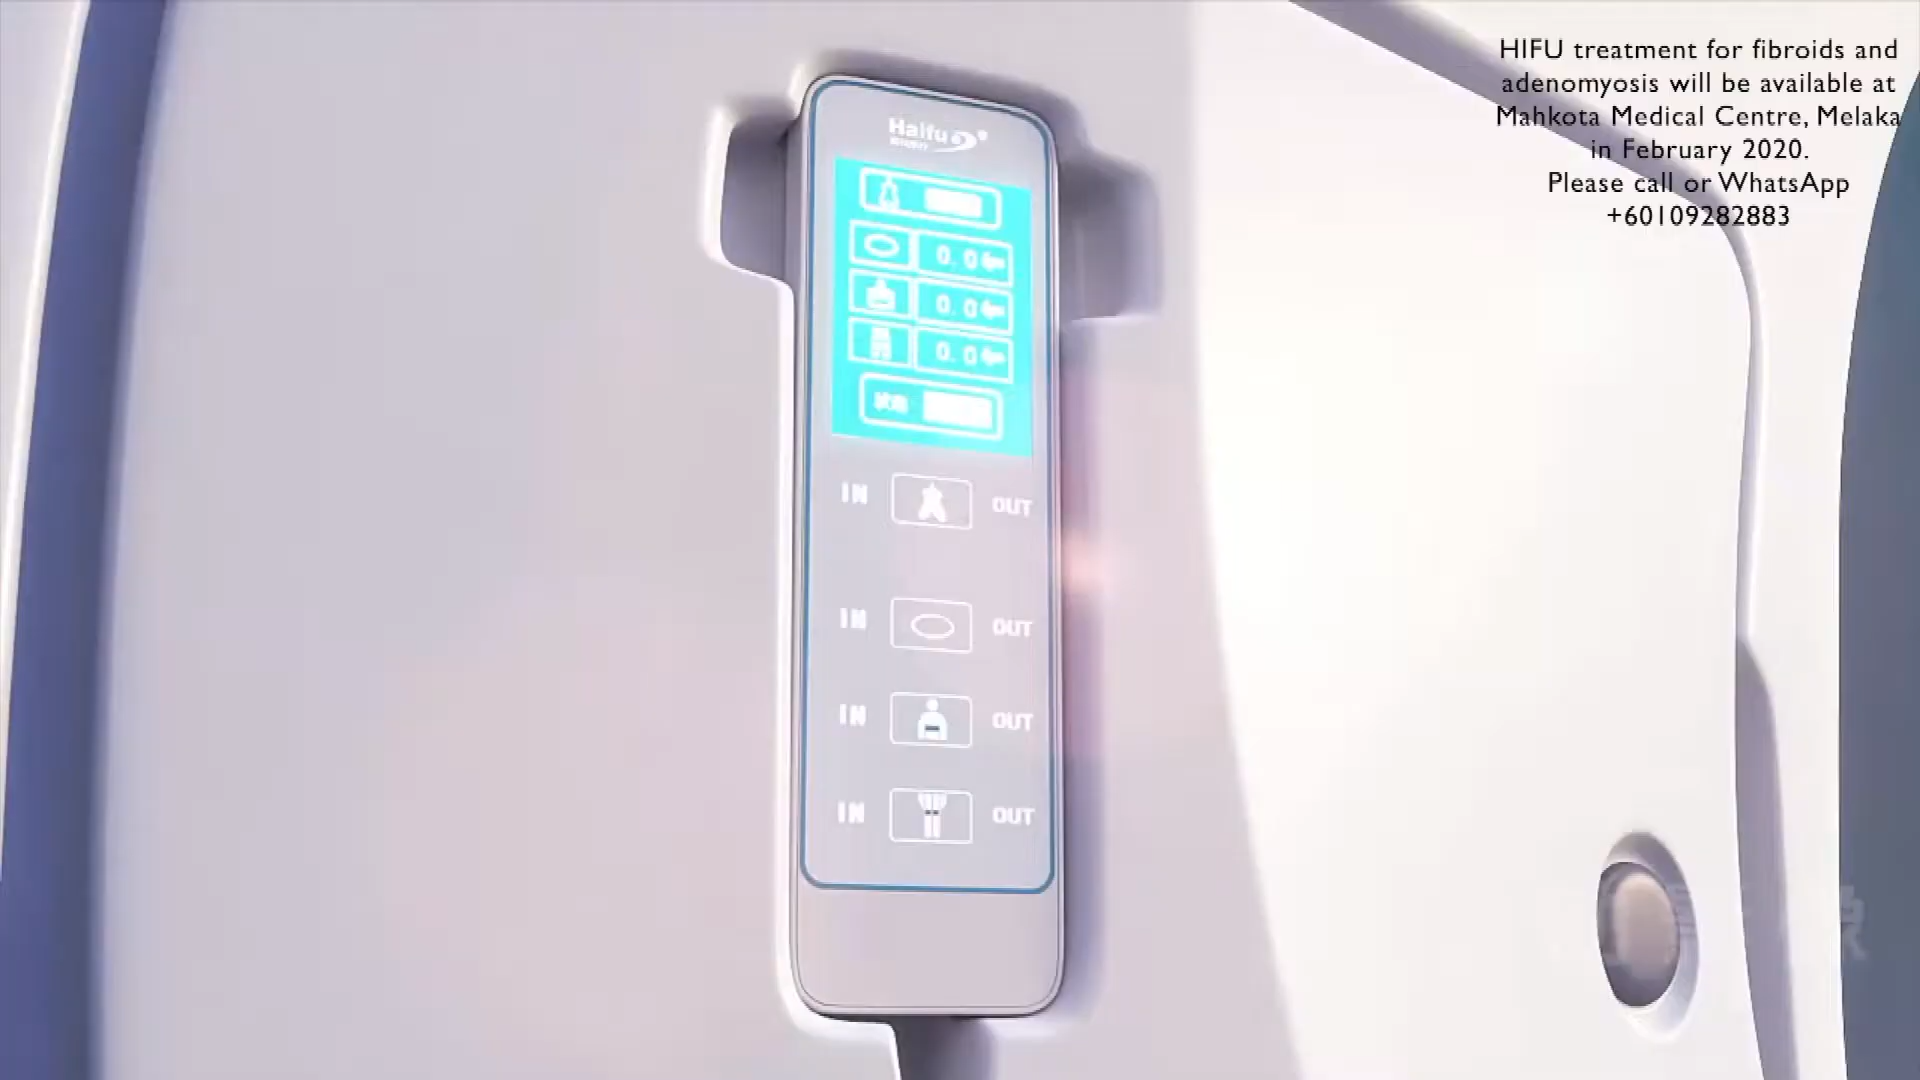 HIFU treatment for fibroids and
adenomyosis will be available at
Mahkota Medical Centre, Melaka
in February 2020.
Please call or WhatsApp
+60109282883
Haifu
0.0
0.0
0.0
IN OUT
IN OUT
IN OUT
IN OUT